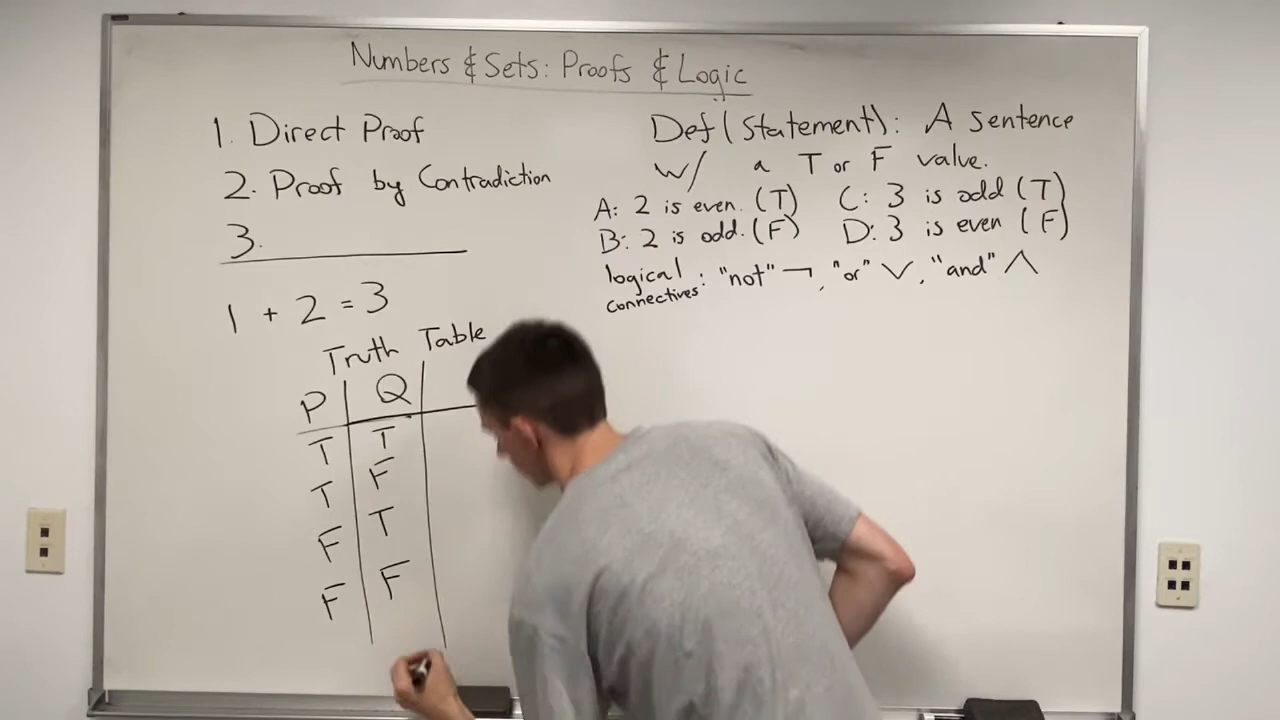 Numbers & Sets: Proofs & Logic
1. Direct Proof
2. Proof by Contradiction
3.
1 + 2 = 3
Truth Table
P Q
T T
T F
F T
F F
Def (Statement): A sentence
w/ a T or F value.
A: 2 is even. (T) C: 3 is odd (T)
B: 2 is odd. (F) D: 3 is even (F)
logical connectives: "not" ¬, "or" ∨, "and" ∧